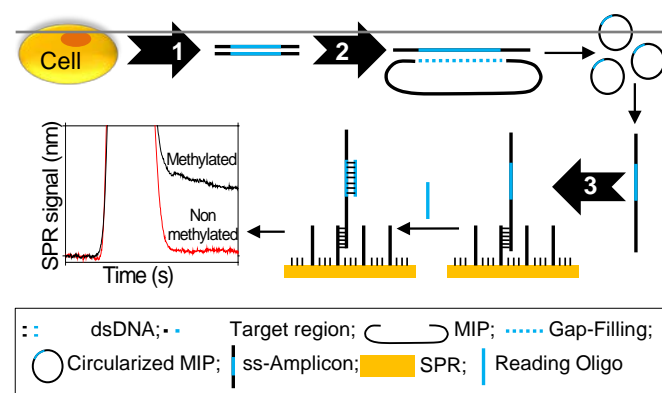 Cell
1
2
3
SPR signal (nm)
Methylated
Non
methylated
Time (s)
dsDNA; Target region; MIP; Gap-Filling;
Circularized MIP; ss-Amplicon; SPR; Reading Oligo